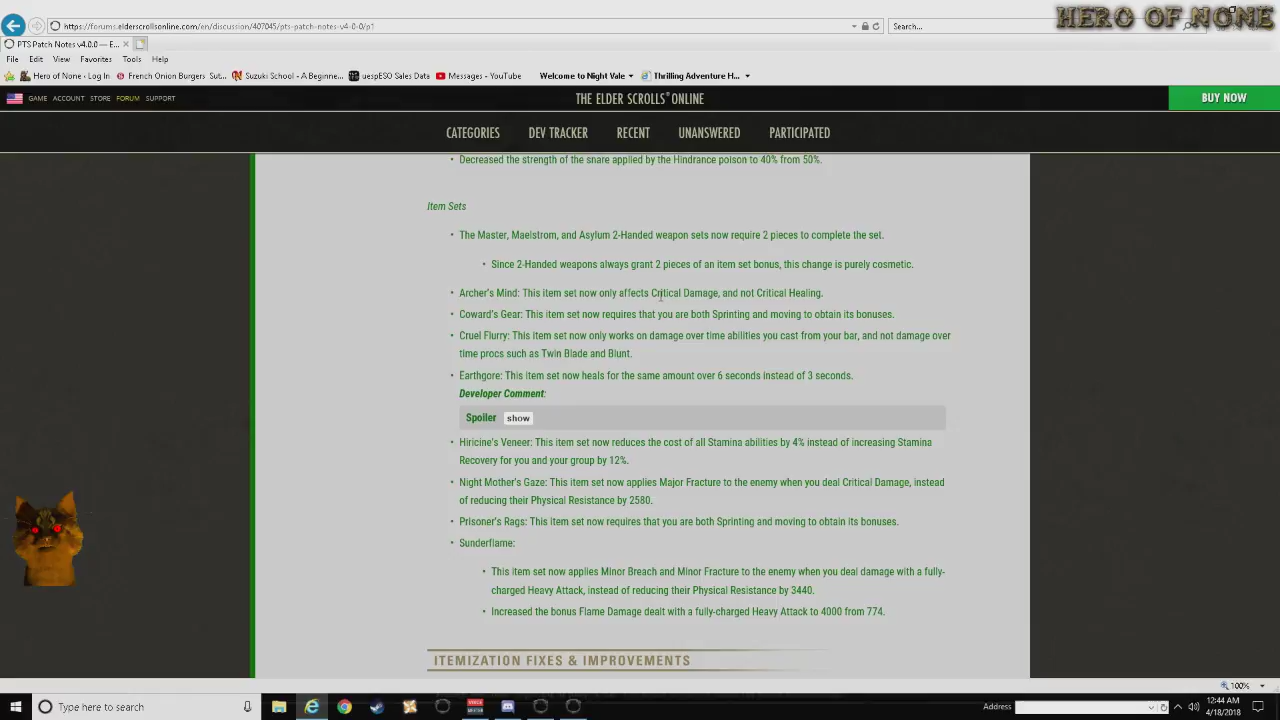 HERO OF NONE
https://forums.elderscrollsonline.com/en/discussion/407045/pts-patch-notes-v4-0-0/p1
Search...
PTS Patch Notes v4.0.0 — E...
File Edit View Favorites Tools Help
Hero of None - Log In French Onion Burgers Sut... Suzuki School - A Beginne... uespESO Sales Data Messages - YouTube Welcome to Night Vale Thrilling Adventure H...
GAME ACCOUNT STORE FORUM SUPPORT
THE ELDER SCROLLS ONLINE
BUY NOW
CATEGORIES DEV TRACKER RECENT UNANSWERED PARTICIPATED
Decreased the strength of the snare applied by the Hindrance poison to 40% from 50%.
Item Sets
The Master, Maelstrom, and Asylum 2-Handed weapon sets now require 2 pieces to complete the set.
Since 2-Handed weapons always grant 2 pieces of an item set bonus, this change is purely cosmetic.
Archer's Mind: This item set now only affects Critical Damage, and not Critical Healing.
Coward's Gear: This item set now requires that you are both Sprinting and moving to obtain its bonuses.
Cruel Flurry: This item set now only works on damage over time abilities you cast from your bar, and not damage over
time procs such as Twin Blade and Blunt.
Earthgore: This item set now heals for the same amount over 6 seconds instead of 3 seconds.
Developer Comment:
Spoiler show
Hiricine's Veneer: This item set now reduces the cost of all Stamina abilities by 4% instead of increasing Stamina
Recovery for you and your group by 12%.
Night Mother's Gaze: This item set now applies Major Fracture to the enemy when you deal Critical Damage, instead
of reducing their Physical Resistance by 2580.
Prisoner's Rags: This item set now requires that you are both Sprinting and moving to obtain its bonuses.
Sunderflame:
This item set now applies Minor Breach and Minor Fracture to the enemy when you deal damage with a fully-
charged Heavy Attack, instead of reducing their Physical Resistance by 3440.
Increased the bonus Flame Damage dealt with a fully-charged Heavy Attack to 4000 from 774.
ITEMIZATION FIXES & IMPROVEMENTS
100%
Type here to search
Address
12:44 AM
4/18/2018